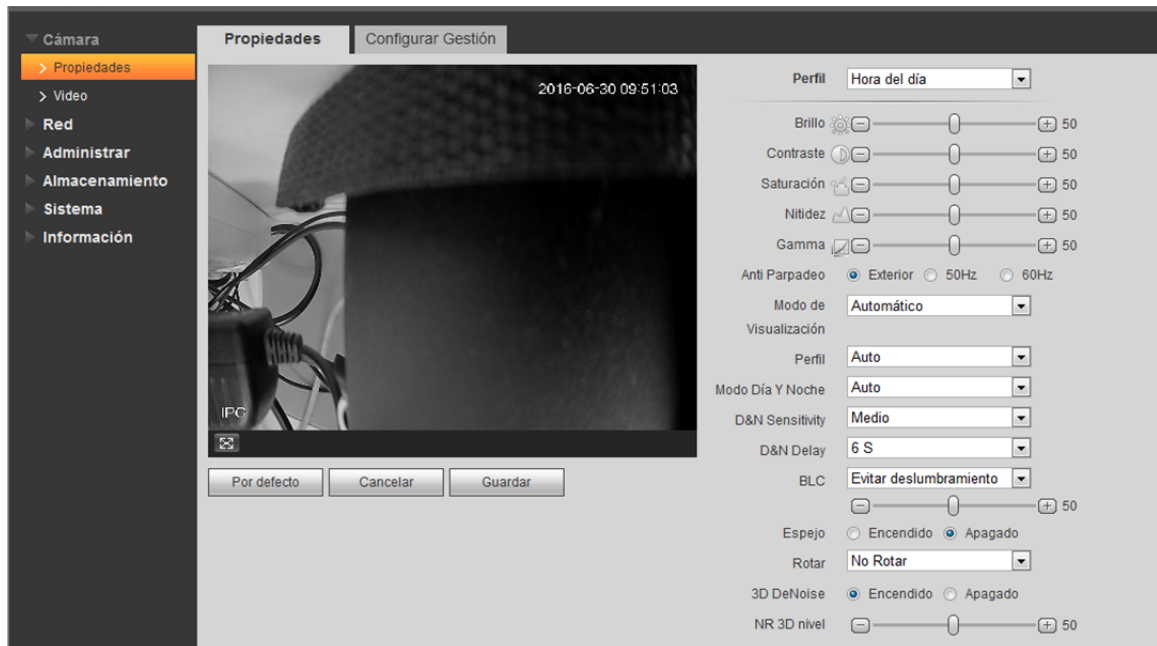 Cámara
Propiedades
Video
Red
Administrar
Almacenamiento
Sistema
Información
Propiedades
Configurar Gestión
2016-06-30 09:51:03
IPC
Por defecto
Cancelar
Guardar
Perfil Hora del día
Brillo 50
Contraste 50
Saturación 50
Nitidez 50
Gamma 50
Anti Parpadeo Exterior 50Hz 60Hz
Modo de Automático
Visualización
Perfil Auto
Modo Día Y Noche Auto
D&N Sensitivity Medio
D&N Delay 6 S
BLC Evitar deslumbramiento
50
Espejo Encendido Apagado
Rotar No Rotar
3D DeNoise Encendido Apagado
NR 3D nivel 50